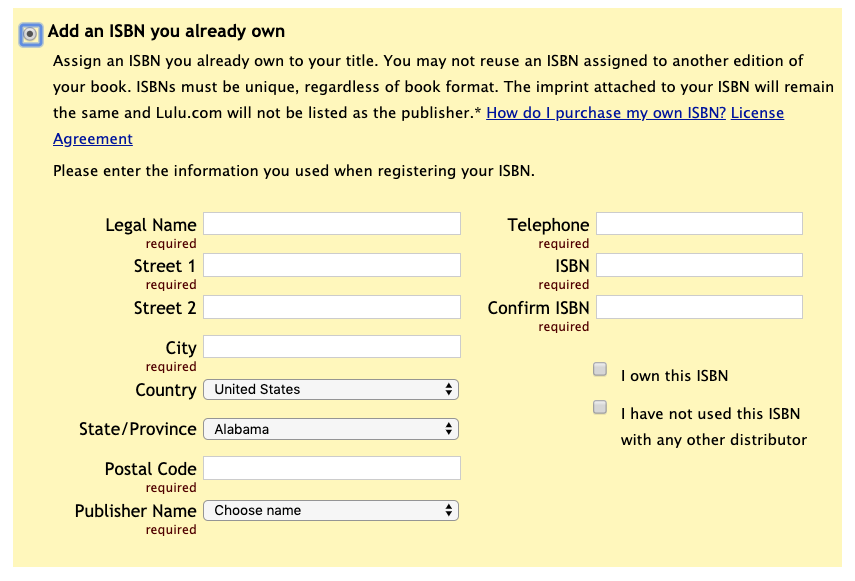 Add an ISBN you already own
Assign an ISBN you already own to your title. You may not reuse an ISBN assigned to another edition of
your book. ISBNs must be unique, regardless of book format. The imprint attached to your ISBN will remain
the same and Lulu.com will not be listed as the publisher.* How do I purchase my own ISBN? License
Agreement
Please enter the information you used when registering your ISBN.
Legal Name
required
Street 1
required
Street 2
City
required
Country United States
State/Province Alabama
Postal Code
required
Publisher Name Choose name
required
Telephone
required
ISBN
required
Confirm ISBN
required
I own this ISBN
I have not used this ISBN
with any other distributor